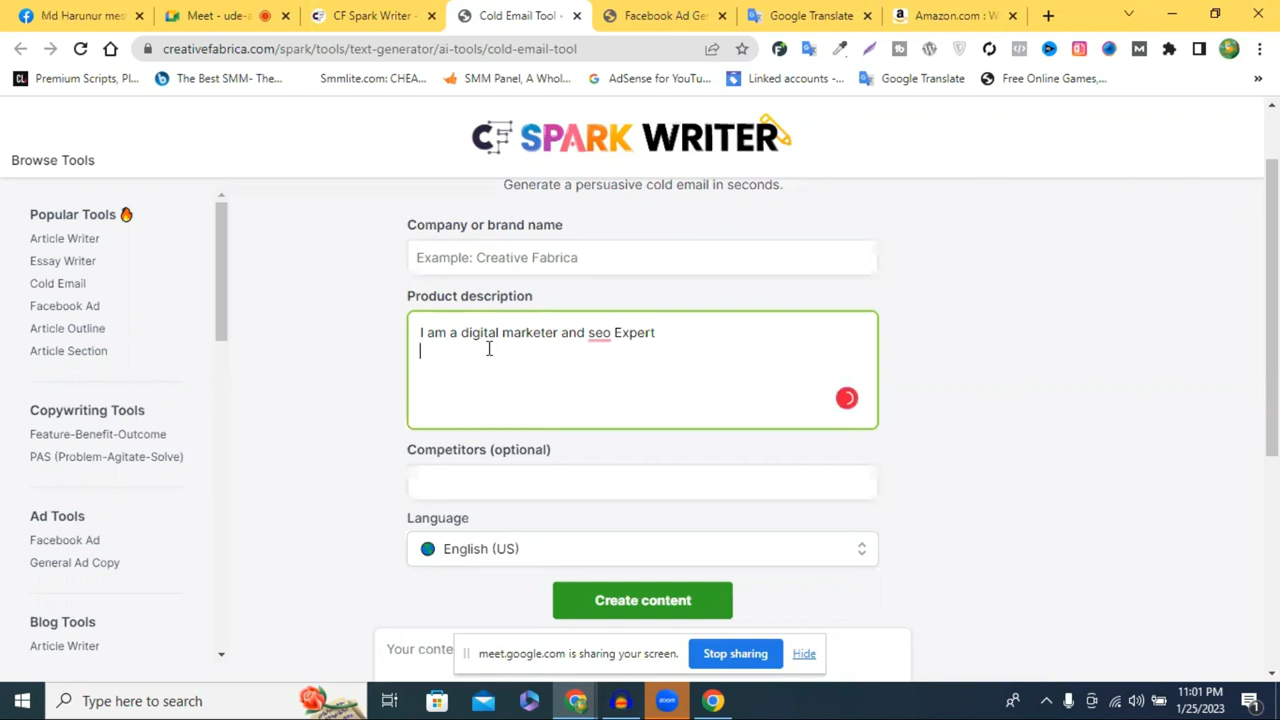 Md Harunur mes
Meet - ude-a
CF Spark Writer -
Cold Email Tool -
Facebook Ad Ge
Google Translate
Amazon.com : W
creativefabrica.com/spark/tools/text-generator/ai-tools/cold-email-tool
Premium Scripts, Pl...
The Best SMM- The...
Smmlite.com: CHEA...
SMM Panel, A Whol...
AdSense for YouTu...
Linked accounts -...
Google Translate
Free Online Games,...
»
CF SPARK WRITER
Browse Tools
Generate a persuasive cold email in seconds.
Popular Tools
Article Writer
Essay Writer
Cold Email
Facebook Ad
Article Outline
Article Section
Copywriting Tools
Feature-Benefit-Outcome
PAS (Problem-Agitate-Solve)
Ad Tools
Facebook Ad
General Ad Copy
Blog Tools
Article Writer
Company or brand name
Example: Creative Fabrica
Product description
I am a digital marketer and seo Expert
Competitors (optional)
Language
English (US)
Create content
Your conte
meet.google.com is sharing your screen.
Stop sharing
Hide
Type here to search
zoom
11:01 PM
1/25/2023